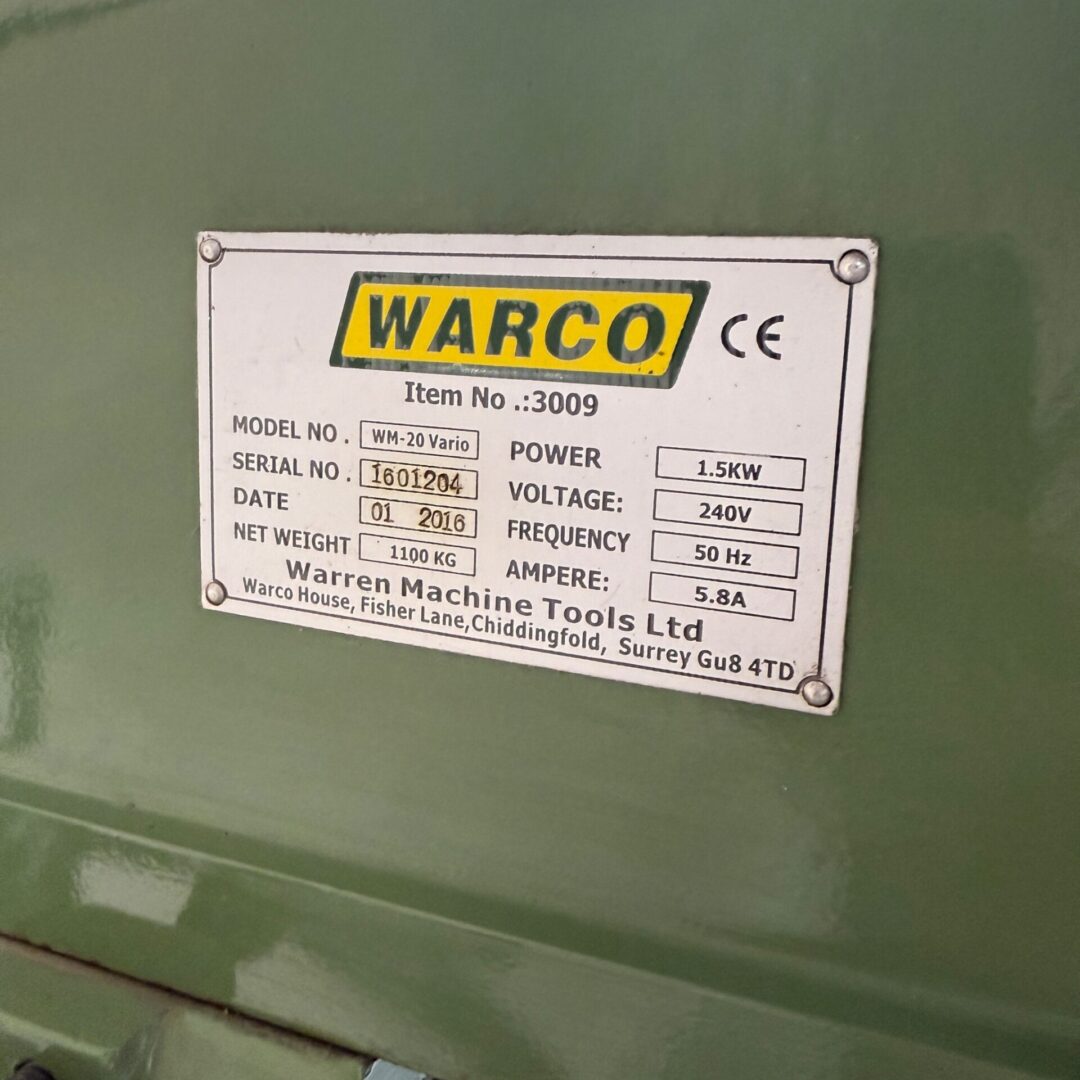 WARCO CE
Item No .:3009
MODEL NO . WM-20 Vario
SERIAL NO . 1601204
DATE 01 2016
NET WEIGHT 1100 KG
POWER 1.5KW
VOLTAGE: 240V
FREQUENCY 50 Hz
AMPERE: 5.8A
Warren Machine Tools Ltd
Warco House, Fisher Lane,Chiddingfold, Surrey Gu8 4TD